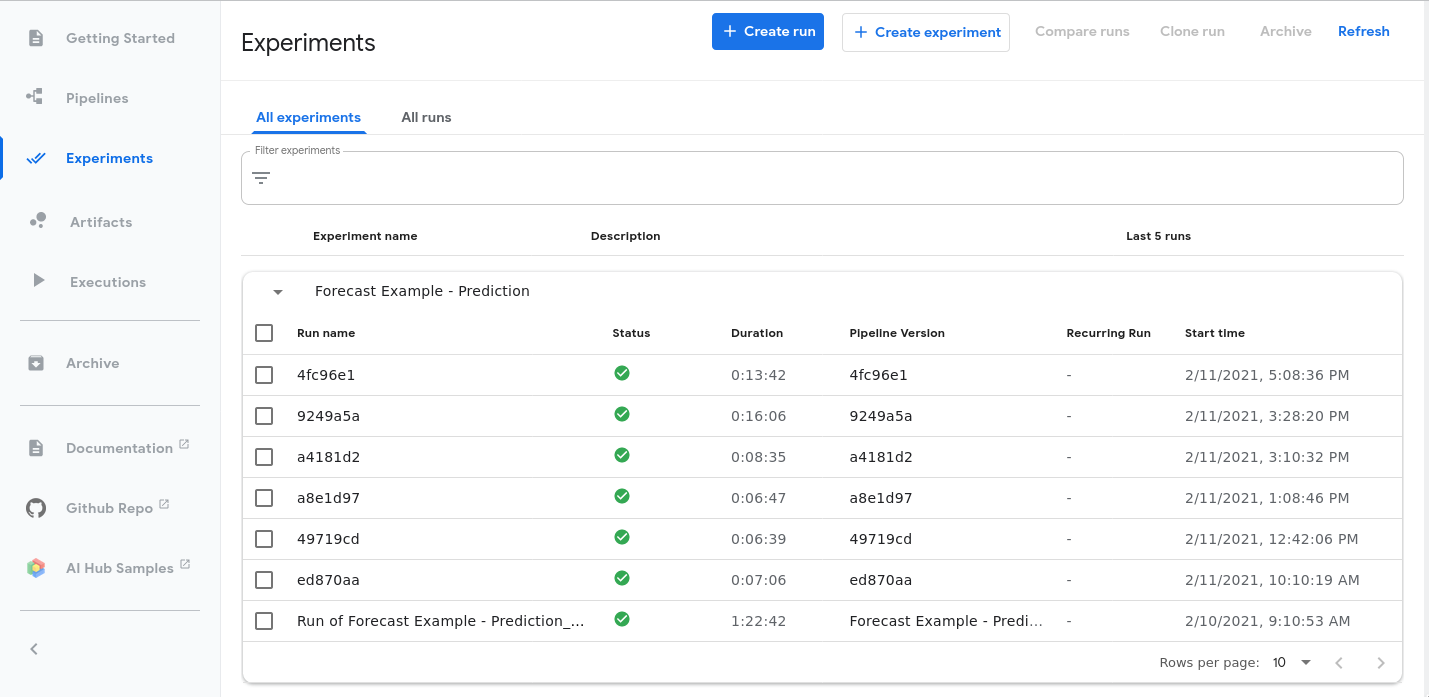 Getting Started
Pipelines
Experiments
Artifacts
Executions
Archive
Documentation
Github Repo
AI Hub Samples
Experiments
+ Create run
+ Create experiment
Compare runs
Clone run
Archive
Refresh
All experiments
All runs
Filter experiments
Experiment name Description Last 5 runs
Forecast Example - Prediction
Run name Status Duration Pipeline Version Recurring Run Start time
4fc96e1 0:13:42 4fc96e1 - 2/11/2021, 5:08:36 PM
9249a5a 0:16:06 9249a5a - 2/11/2021, 3:28:20 PM
a4181d2 0:08:35 a4181d2 - 2/11/2021, 3:10:32 PM
a8e1d97 0:06:47 a8e1d97 - 2/11/2021, 1:08:46 PM
49719cd 0:06:39 49719cd - 2/11/2021, 12:42:06 PM
ed870aa 0:07:06 ed870aa - 2/11/2021, 10:10:19 AM
Run of Forecast Example - Prediction_... 1:22:42 Forecast Example - Predi... - 2/10/2021, 9:10:53 AM
Rows per page: 10